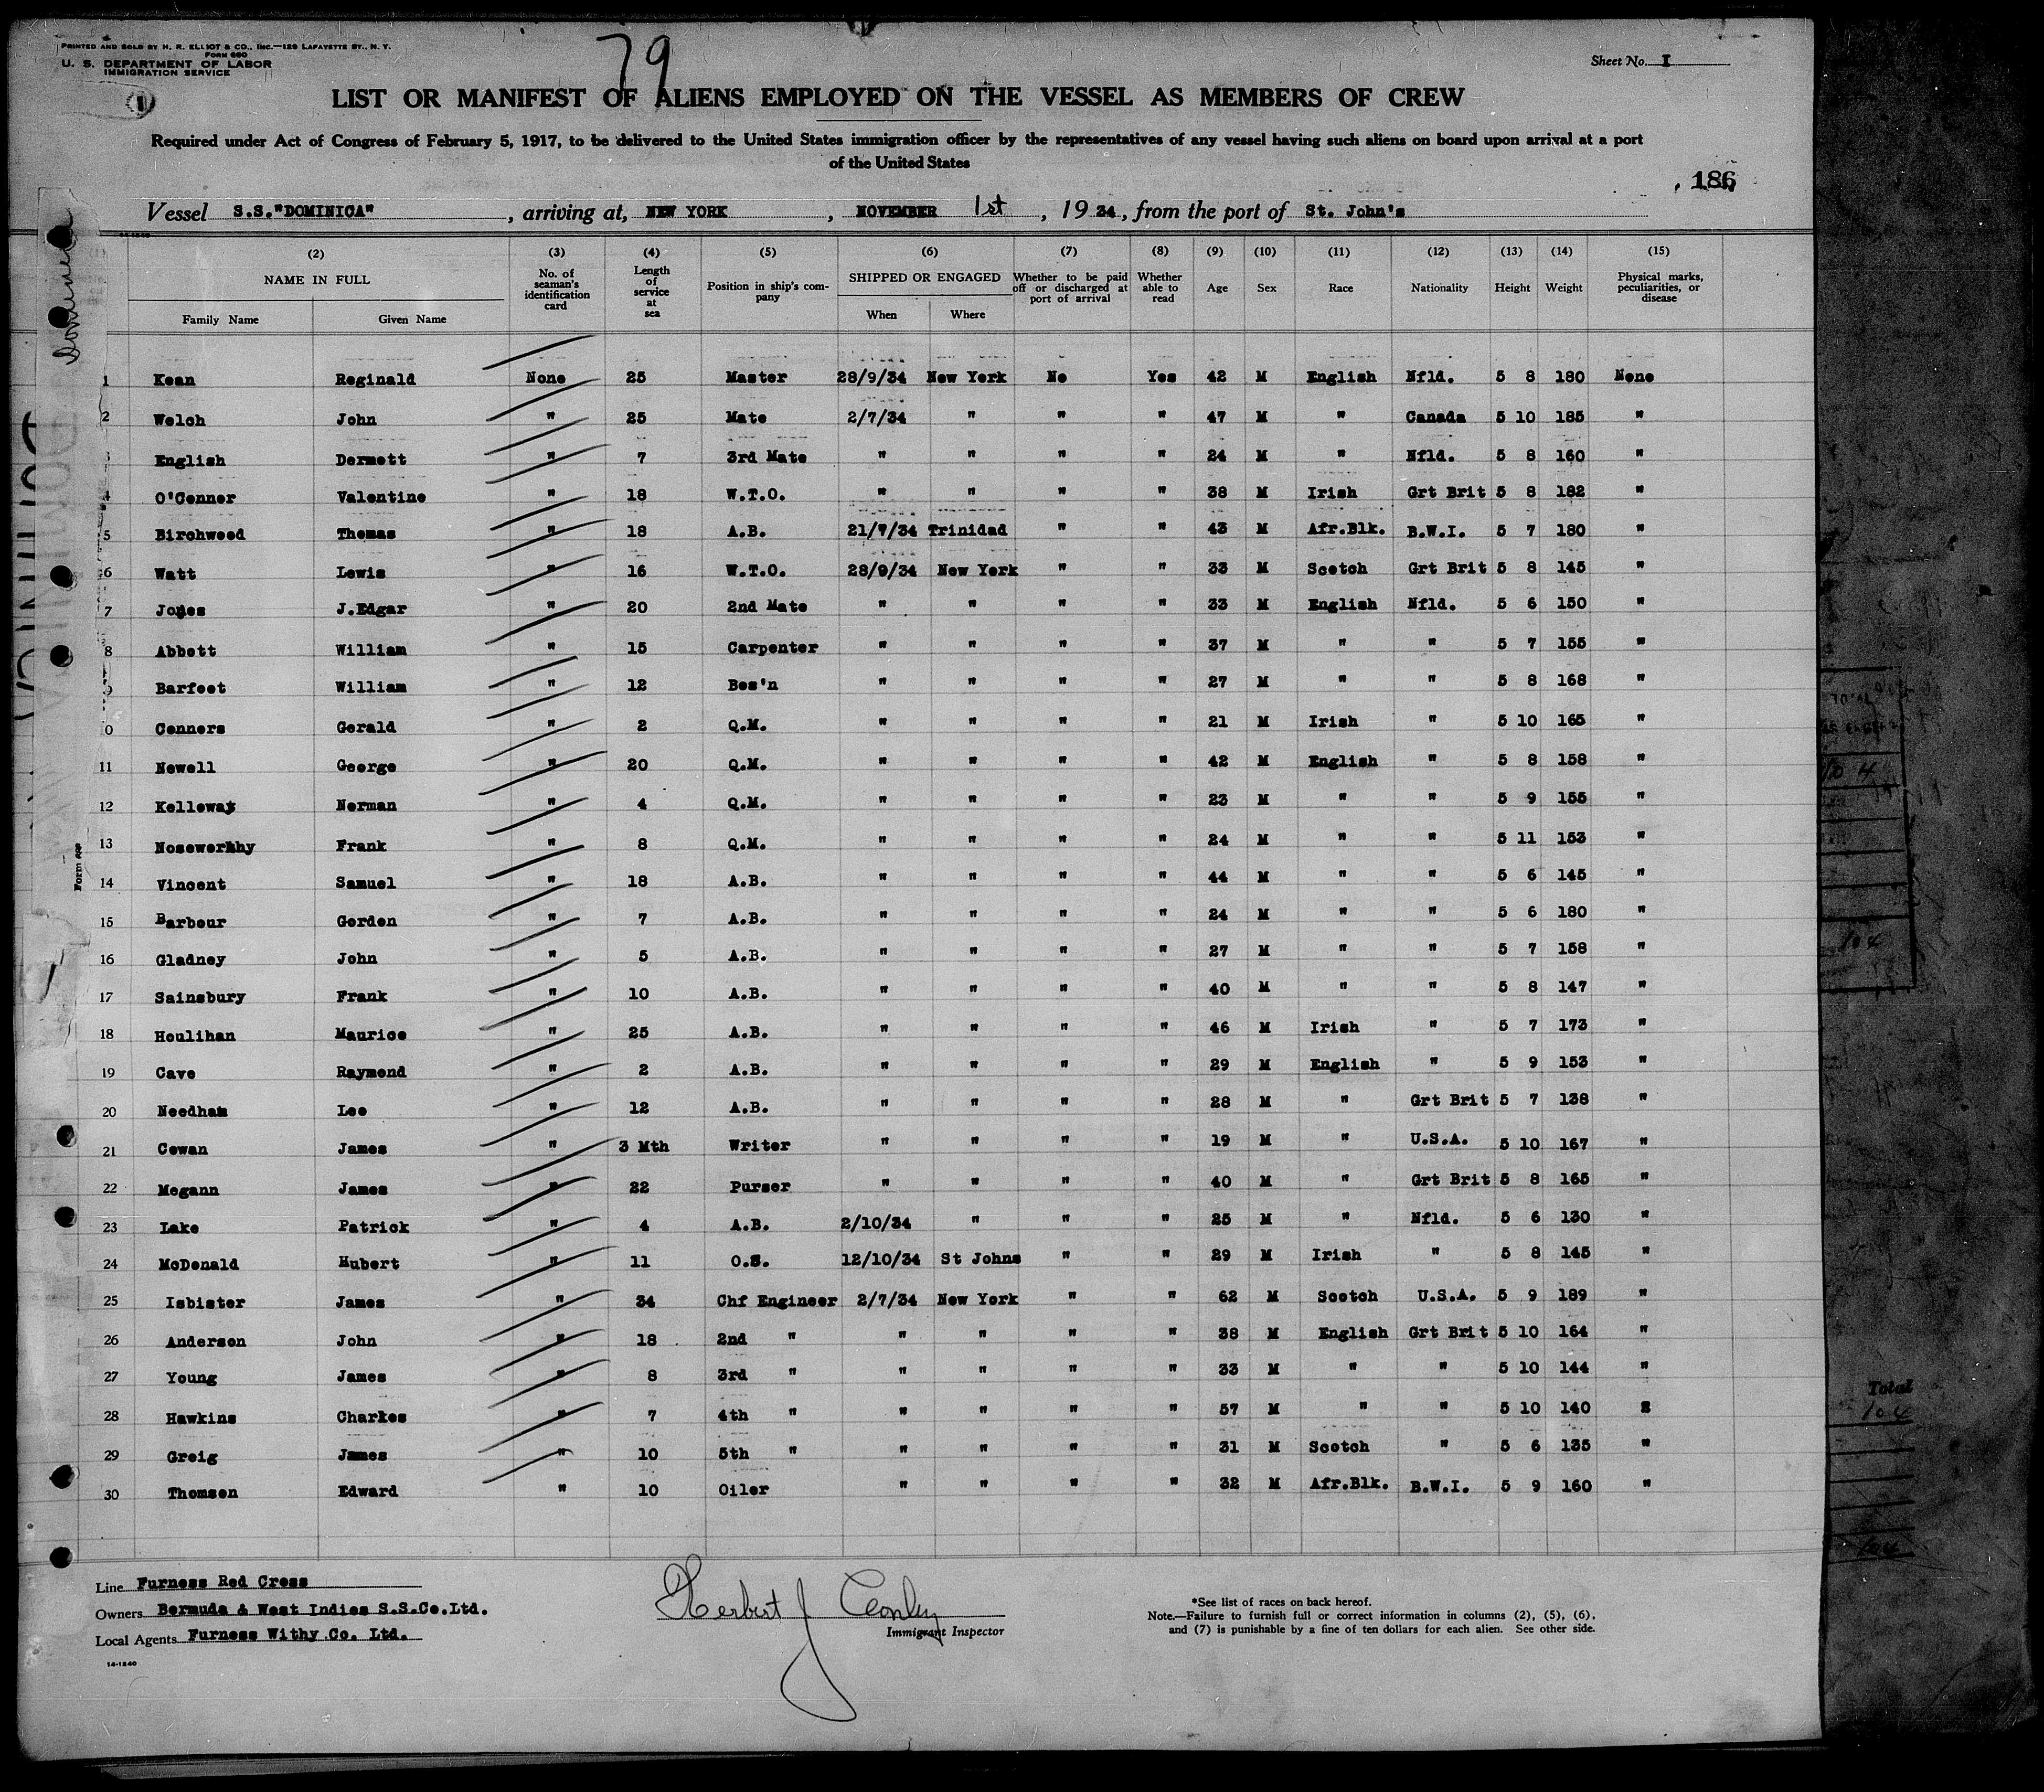 PRINTED AND SOLD BY H. R. ELLIOT & CO., INC.—129 LAFAYETTE ST., N. Y.
FORM 680
U. S. DEPARTMENT OF LABOR
IMMIGRATION SERVICE
79
Sheet No. I
(1)
LIST OR MANIFEST OF ALIENS EMPLOYED ON THE VESSEL AS MEMBERS OF CREW
Required under Act of Congress of February 5, 1917, to be delivered to the United States immigration officer by the representatives of any vessel having such aliens on board upon arrival at a port
of the United States
186
Vessel S.S."DOMINICA", arriving at, NEW YORK, NOVEMBER 1st, 1934, from the port of St. John's
(2) (3) (4) (5) (6) (7) (8) (9) (10) (11) (12) (13) (14) (15)
NAME IN FULL No. of seaman's identification card Length of service at sea Position in ship's company SHIPPED OR ENGAGED Whether to be paid off or discharged at port of arrival Whether able to read Age Sex Race Nationality Height Weight Physical marks, peculiarities, or disease
Family Name Given Name When Where
1 Kean Reginald None 25 Master 28/9/34 New York No Yes 42 M English Nfld. 5 8 180 None
2 Welch John " 25 Mate 2/7/34 " " " 47 M " Canada 5 10 185 "
English Dermott " 7 3rd Mate " " " " 24 M " Nfld. 5 8 160 "
4 O'Conner Valentine " 18 W.T.O. " " " " 38 M Irish Grt Brit 5 8 182 "
5 Birchwood Thomas " 18 A.B. 21/7/34 Trinidad " " 43 M Afr.Blk. B.W.I. 5 7 180 "
6 Watt Lewis " 16 W.T.O. 28/9/34 New York " " 33 M Scotch Grt Brit 5 8 145 "
7 Jones J.Edgar " 20 2nd Mate " " " " 33 M English Nfld. 5 6 150 "
8 Abbott William " 15 Carpenter " " " " 37 M " " 5 7 155 "
Barfoot William " 12 Bos'n " " " " 27 M " " 5 8 168 "
0 Conners Gerald " 2 Q.M. " " " " 21 M Irish " 5 10 165 "
11 Newell George " 20 Q.M. " " " " 42 M English " 5 8 158 "
12 Kelloway Norman " 4 Q.M. " " " " 23 M " " 5 9 155 "
13 Noseworthy Frank " 8 Q.M. " " " " 24 M " " 5 11 153 "
14 Vincent Samuel " 18 A.B. " " " " 44 M " " 5 6 145 "
15 Barbour Gordon " 7 A.B. " " " " 24 M " " 5 6 180 "
16 Gladney John " 5 A.B. " " " " 27 M " " 5 7 158 "
17 Sainsbury Frank " 10 A.B. " " " " 40 M " " 5 8 147 "
18 Houlihan Maurice " 25 A.B. " " " " 46 M Irish " 5 7 173 "
19 Cave Raymond " 2 A.B. " " " " 29 M English " 5 9 153 "
20 Needham Leo " 12 A.B. " " " " 28 M " Grt Brit 5 7 138 "
21 Cowan James " 3 Mth Writer " " " " 19 M " U.S.A. 5 10 167 "
22 Megann James " 22 Purser " " " " 40 M " Grt Brit 5 8 165 "
23 Lake Patrick " 4 A.B. 2/10/34 " " " 25 M " Nfld. 5 6 130 "
24 McDonald Hubert " 11 O.S. 12/10/34 St Johns " " 29 M Irish " 5 8 145 "
25 Isbister James " 34 Chf Engineer 2/7/34 New York " " 62 M Scotch U.S.A. 5 9 189 "
26 Anderson John " 18 2nd " " " " " 38 M English Grt Brit 5 10 164 "
27 Young James " 8 3rd " " " " " 33 M " " 5 10 144 "
28 Hawkins Charkes " 7 4th " " " " " 57 M " " 5 10 140 "
29 Greig James " 10 5th " " " " " 31 M Scotch " 5 6 135 "
30 Thomson Edward " 10 Oiler " " " " 32 M Afr.Blk. B.W.I. 5 9 160 "
Line Furness Red Cross
Owners Bermuda & West Indies S.S.Co.Ltd.
Local Agents Furness Withy Co. Ltd.
14-1240
Herbert J Conley
Immigrant Inspector
*See list of races on back hereof.
Note.—Failure to furnish full or correct information in columns (2), (5), (6),
and (7) is punishable by a fine of ten dollars for each alien. See other side.
Dominica
Form 680
104
Total
104
104